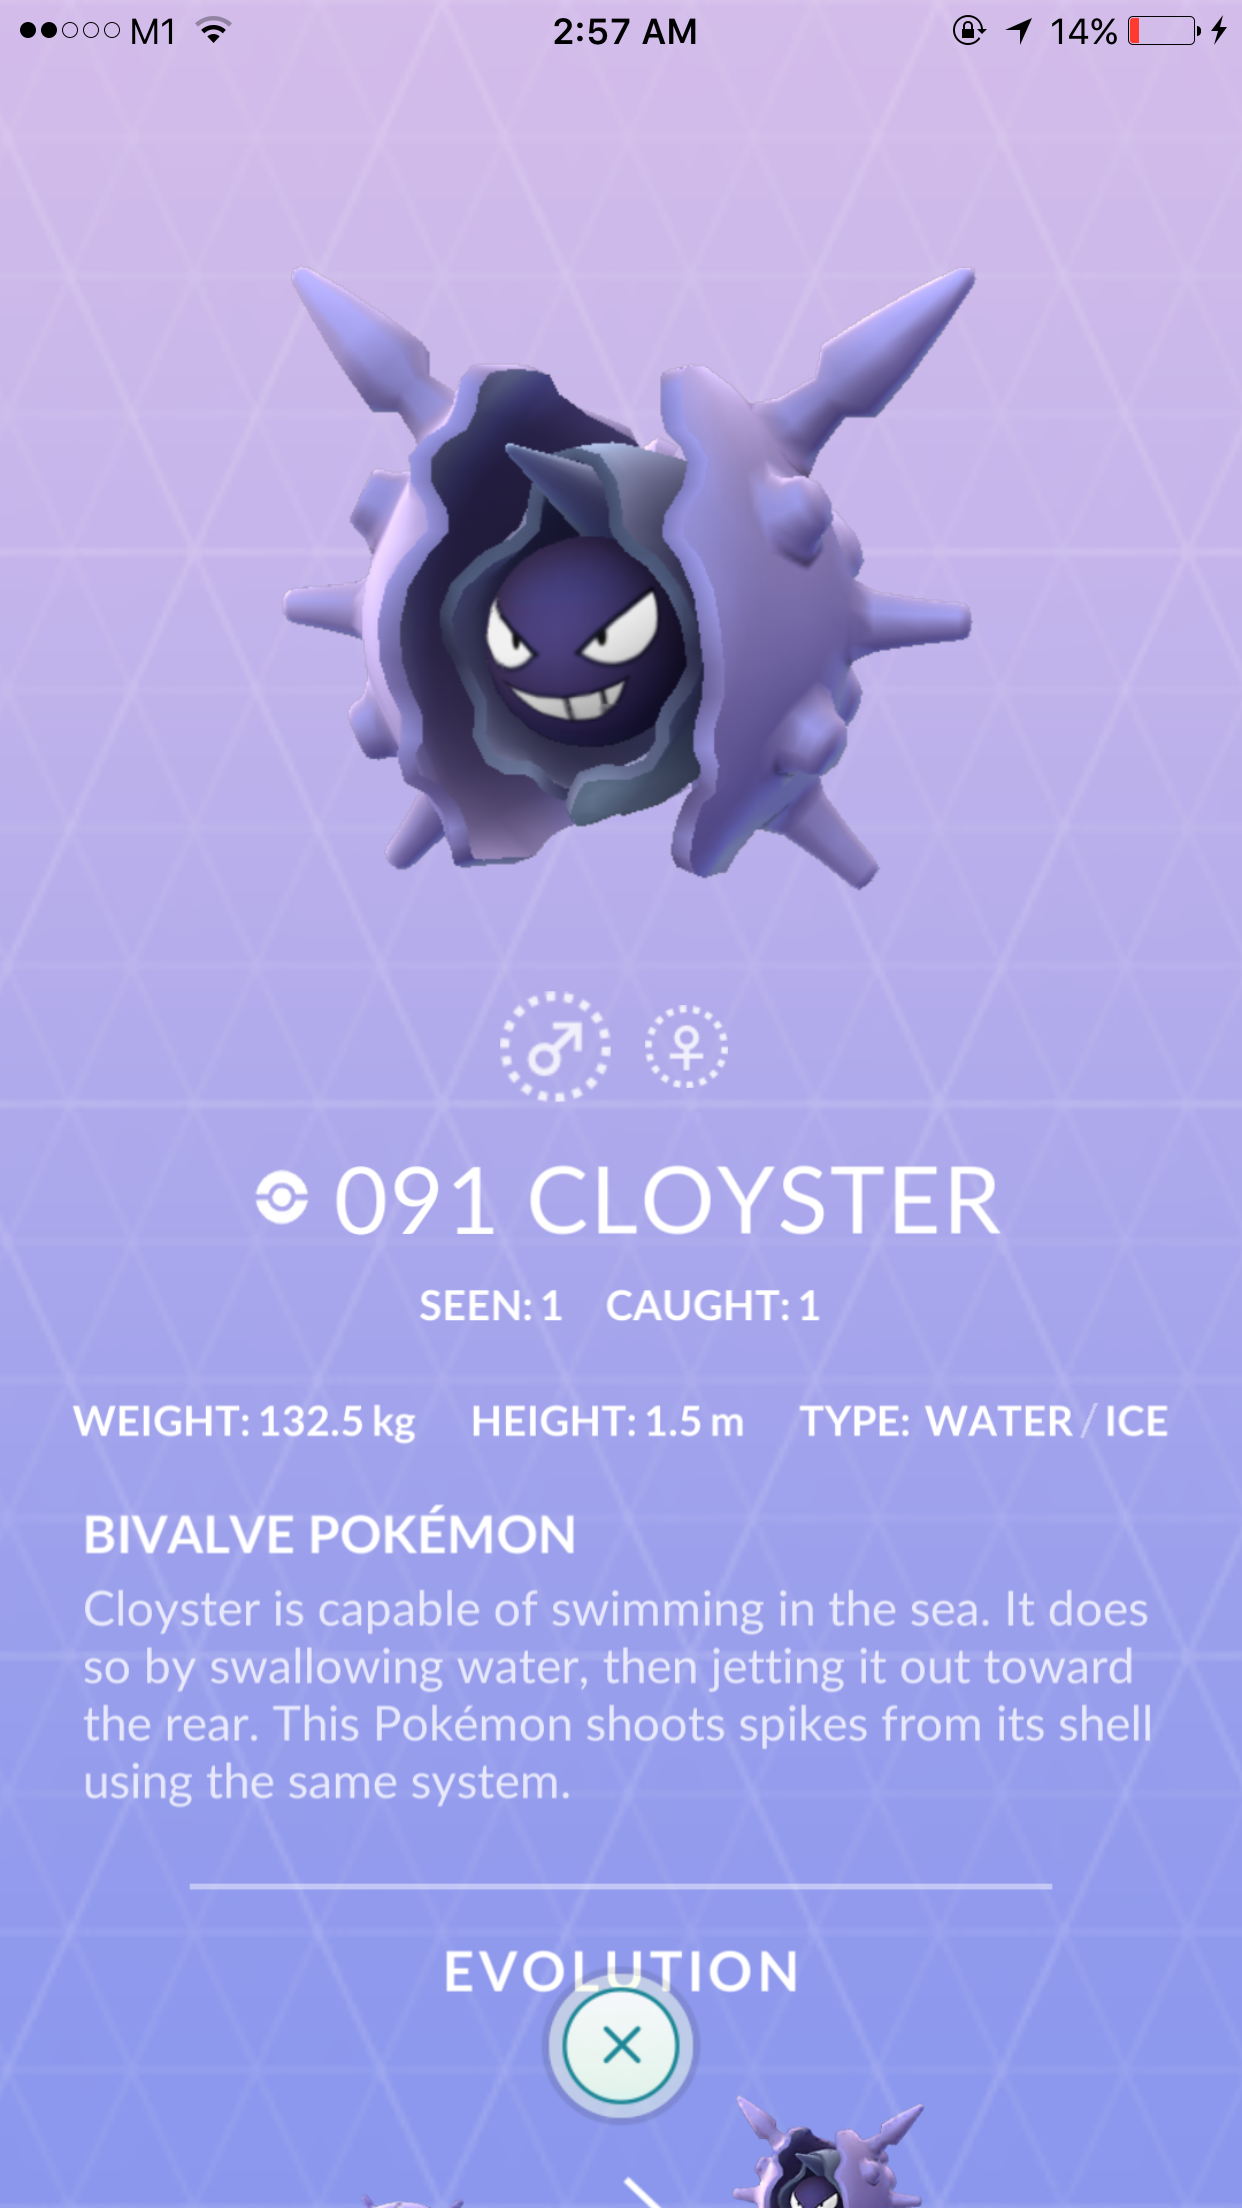 M1 2:57 AM 14%
091 CLOYSTER
SEEN: 1 CAUGHT: 1
WEIGHT: 132.5 kg HEIGHT: 1.5 m TYPE: WATER / ICE
BIVALVE POKÉMON
Cloyster is capable of swimming in the sea. It does
so by swallowing water, then jetting it out toward
the rear. This Pokémon shoots spikes from its shell
using the same system.
EVOLUTION